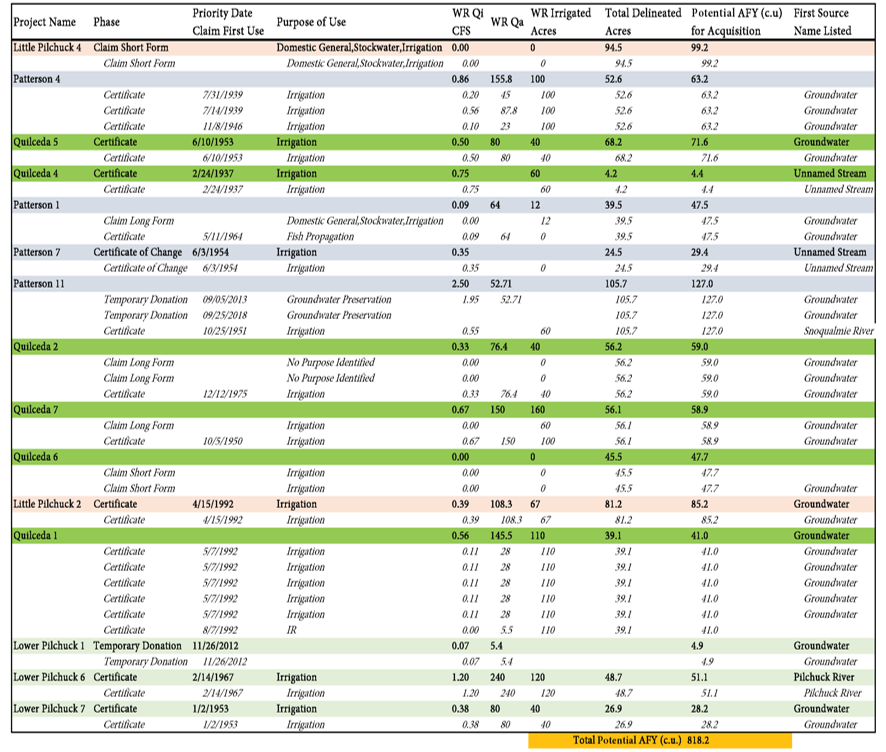 Project Name Phase Priority Date Claim First Use Purpose of Use WR Qi CFS WR Qa WR Irrigated Acres Total Delineated Acres Potential AFY (c.u) for Acquisition First Source Name Listed
Little Pilchuck 4 Claim Short Form Domestic General,Stockwater,Irrigation 0.00 0 94.5 99.2
Claim Short Form Domestic General,Stockwater,Irrigation 0.00 0 94.5 99.2
Patterson 4 0.86 155.8 100 52.6 63.2
Certificate 7/31/1939 Irrigation 0.20 45 100 52.6 63.2 Groundwater
Certificate 7/14/1939 Irrigation 0.56 87.8 100 52.6 63.2 Groundwater
Certificate 11/8/1946 Irrigation 0.10 23 100 52.6 63.2 Groundwater
Quilceda 5 Certificate 6/10/1953 Irrigation 0.50 80 40 68.2 71.6 Groundwater
Certificate 6/10/1953 Irrigation 0.50 80 40 68.2 71.6 Groundwater
Quilceda 4 Certificate 2/24/1937 Irrigation 0.75 60 4.2 4.4 Unnamed Stream
Certificate 2/24/1937 Irrigation 0.75 60 4.2 4.4 Unnamed Stream
Patterson 1 0.09 64 12 39.5 47.5
Claim Long Form Domestic General,Stockwater,Irrigation 0.00 12 39.5 47.5 Groundwater
Certificate 5/11/1964 Fish Propagation 0.09 64 0 39.5 47.5 Groundwater
Patterson 7 Certificate of Change 6/3/1954 Irrigation 0.35 24.5 29.4 Unnamed Stream
Certificate of Change 6/3/1954 Irrigation 0.35 0 24.5 29.4 Unnamed Stream
Patterson 11 2.50 52.71 105.7 127.0
Temporary Donation 09/05/2013 Groundwater Preservation 1.95 52.71 105.7 127.0 Groundwater
Temporary Donation 09/25/2018 Groundwater Preservation 105.7 127.0 Groundwater
Certificate 10/25/1951 Irrigation 0.55 60 105.7 127.0 Snoqualmie River
Quilceda 2 0.33 76.4 40 56.2 59.0
Claim Long Form No Purpose Identified 0.00 0 56.2 59.0 Groundwater
Claim Long Form No Purpose Identified 0.00 0 56.2 59.0 Groundwater
Certificate 12/12/1975 Irrigation 0.33 76.4 40 56.2 59.0 Groundwater
Quilceda 7 0.67 150 160 56.1 58.9
Claim Long Form Irrigation 0.00 60 56.1 58.9 Groundwater
Certificate 10/5/1950 Irrigation 0.67 150 100 56.1 58.9 Groundwater
Quilceda 6 0.00 0 45.5 47.7
Claim Short Form Irrigation 0.00 0 45.5 47.7
Claim Short Form Irrigation 0.00 0 45.5 47.7 Groundwater
Little Pilchuck 2 Certificate 4/15/1992 Irrigation 0.39 108.3 67 81.2 85.2 Groundwater
Certificate 4/15/1992 Irrigation 0.39 108.3 67 81.2 85.2 Groundwater
Quilceda 1 0.56 145.5 110 39.1 41.0 Groundwater
Certificate 5/7/1992 Irrigation 0.11 28 110 39.1 41.0 Groundwater
Certificate 5/7/1992 Irrigation 0.11 28 110 39.1 41.0 Groundwater
Certificate 5/7/1992 Irrigation 0.11 28 110 39.1 41.0 Groundwater
Certificate 5/7/1992 Irrigation 0.11 28 110 39.1 41.0 Groundwater
Certificate 5/7/1992 Irrigation 0.11 28 110 39.1 41.0 Groundwater
Certificate 8/7/1992 IR 0.00 5.5 110 39.1 41.0
Lower Pilchuck 1 Temporary Donation 11/26/2012 0.07 5.4 4.9 Groundwater
Temporary Donation 11/26/2012 0.07 5.4 4.9 Groundwater
Lower Pilchuck 6 Certificate 2/14/1967 Irrigation 1.20 240 120 48.7 51.1 Pilchuck River
Certificate 2/14/1967 Irrigation 1.20 240 120 48.7 51.1 Pilchuck River
Lower Pilchuck 7 Certificate 1/2/1953 Irrigation 0.38 80 40 26.9 28.2 Groundwater
Certificate 1/2/1953 Irrigation 0.38 80 40 26.9 28.2 Groundwater
Total Potential AFY (c.u.) 818.2